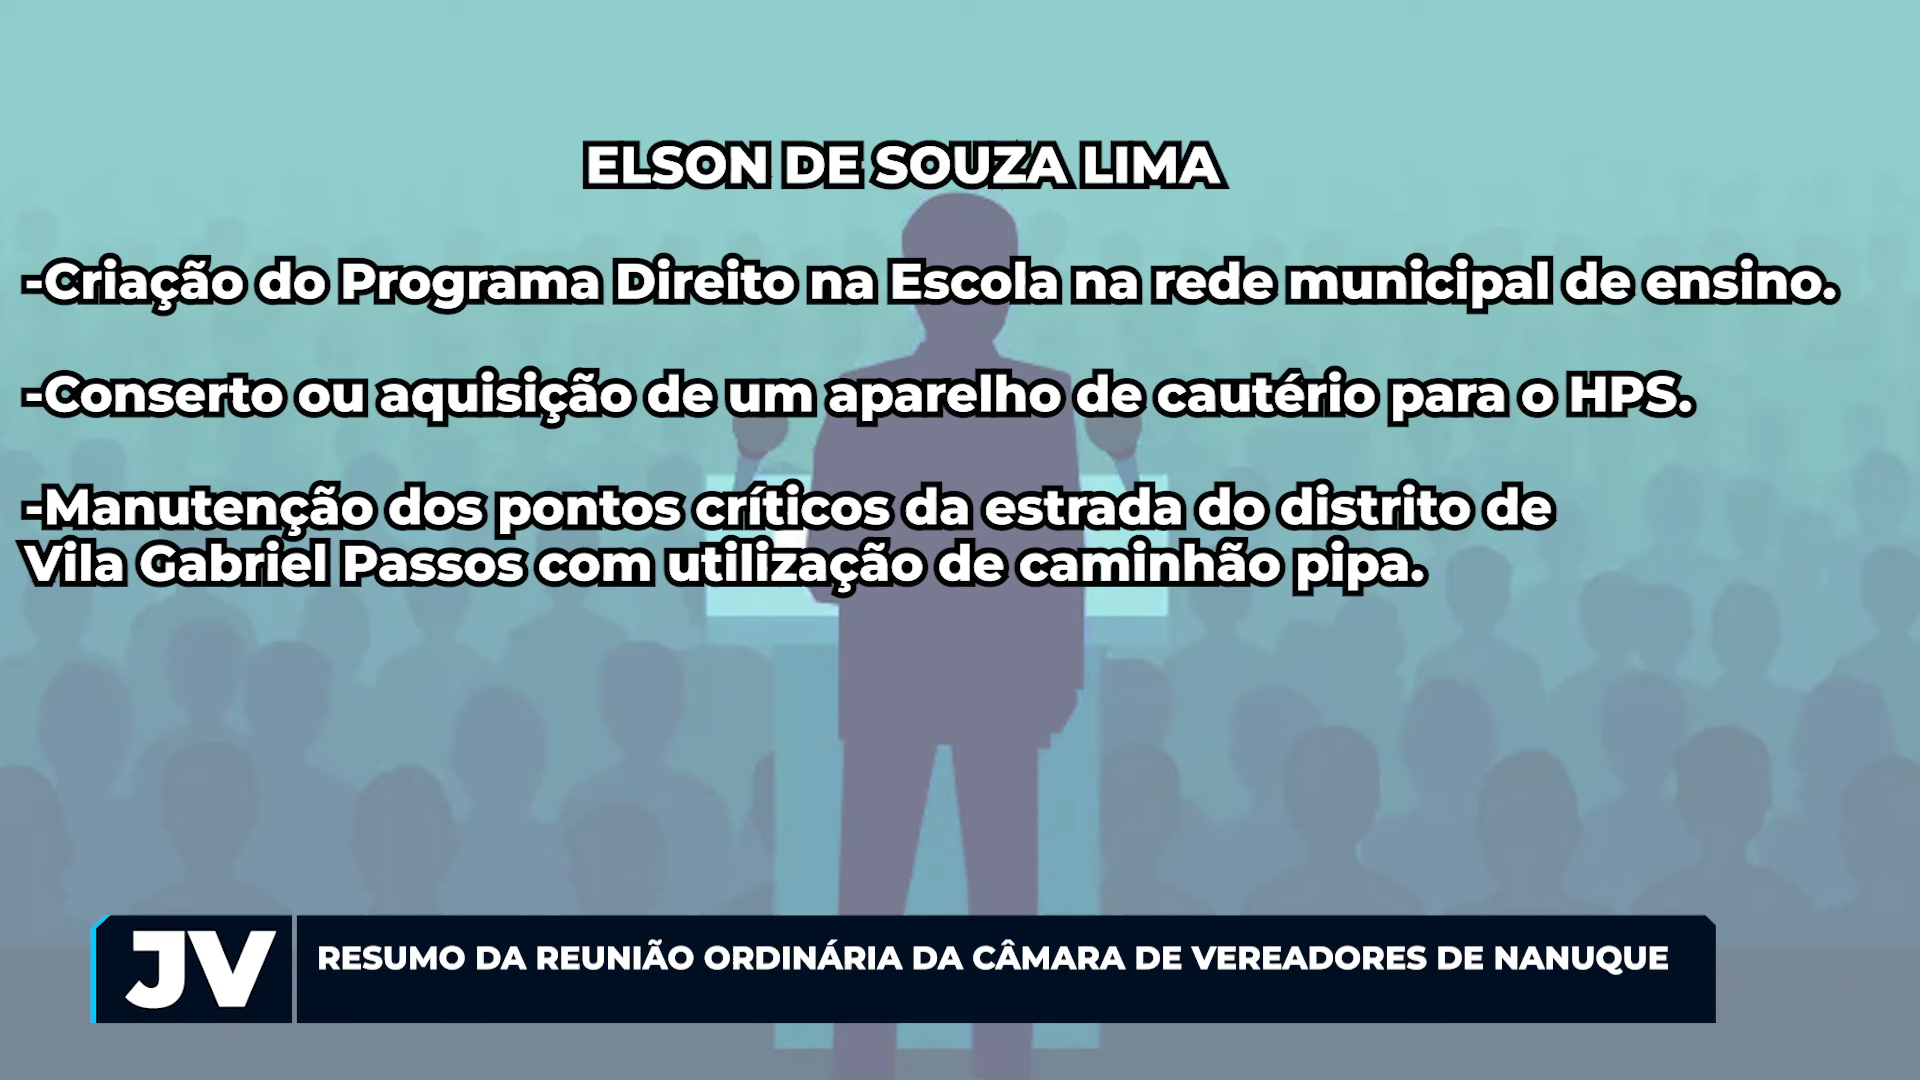 ELSON DE SOUZA LIMA
-Criação do Programa Direito na Escola na rede municipal de ensino.
-Conserto ou aquisição de um aparelho de cautério para o HPS.
-Manutenção dos pontos críticos da estrada do distrito de
Vila Gabriel Passos com utilização de caminhão pipa.
JV
RESUMO DA REUNIÃO ORDINÁRIA DA CÂMARA DE VEREADORES DE NANUQUE